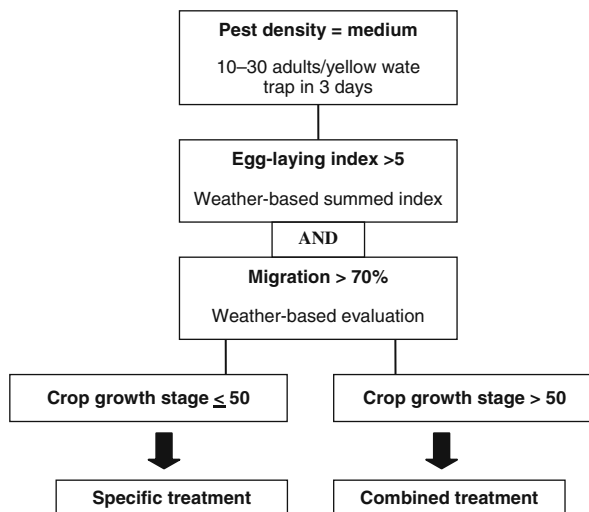 Pest density = medium
10–30 adults/yellow wate
trap in 3 days
Egg-laying index >5
Weather-based summed index
AND
Migration > 70%
Weather-based evaluation
Crop growth stage ≤ 50
Crop growth stage > 50
Specific treatment
Combined treatment